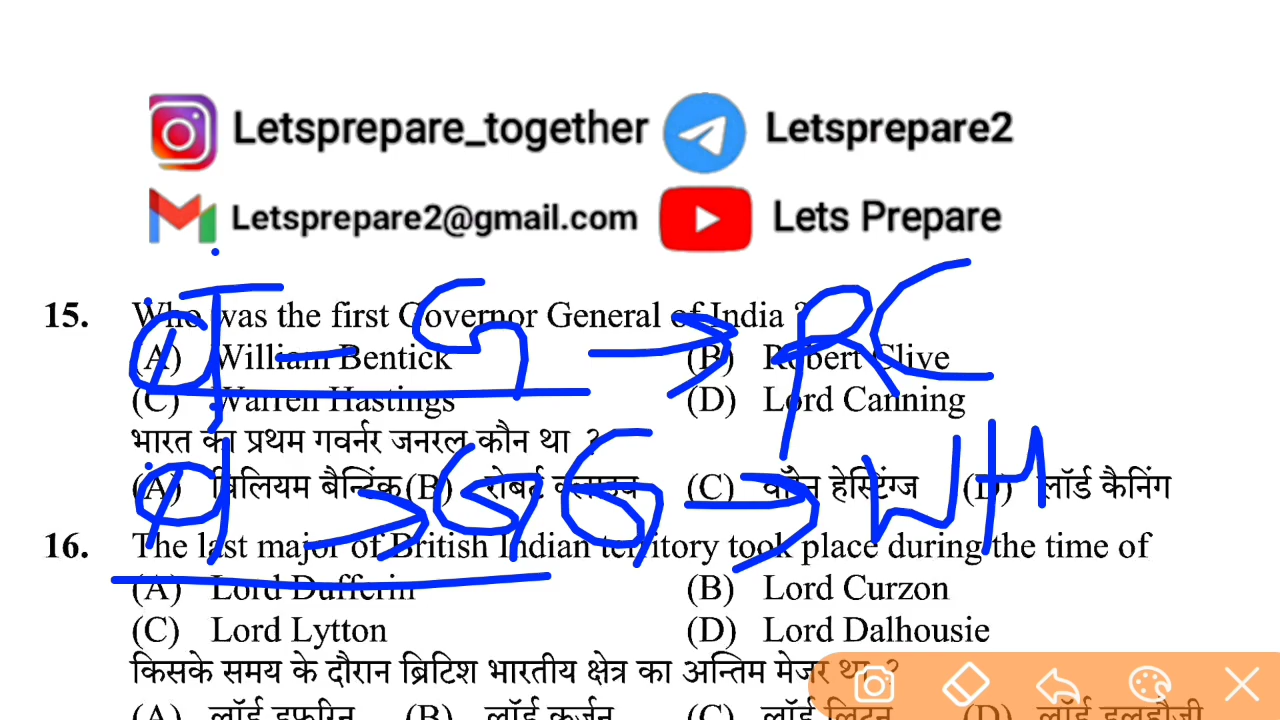 Letsprepare_together Letsprepare2
Letsprepare2@gmail.com Lets Prepare
15. Who was the first Governor General of India ?
(A) William Bentick (B) Robert Clive
(C) Warren Hastings (D) Lord Canning
भारत का प्रथम गवर्नर जनरल कौन था ?
(A) विलियम बैन्टिंक (B) रोबर्ट क्लाइव (C) वॉरेन हेस्टिंग्ज (D) लॉर्ड कैनिंग
16. The last major of British Indian territory took place during the time of
(A) Lord Dufferin (B) Lord Curzon
(C) Lord Lytton (D) Lord Dalhousie
किसके समय के दौरान ब्रिटिश भारतीय क्षेत्र का अन्तिम मेजर था ?
(A) लॉर्ड डफरिन (B) लॉर्ड कर्जन (C) लॉर्ड लिटन (D) लॉर्ड डलहौजी
G → RC
→ GG → WH